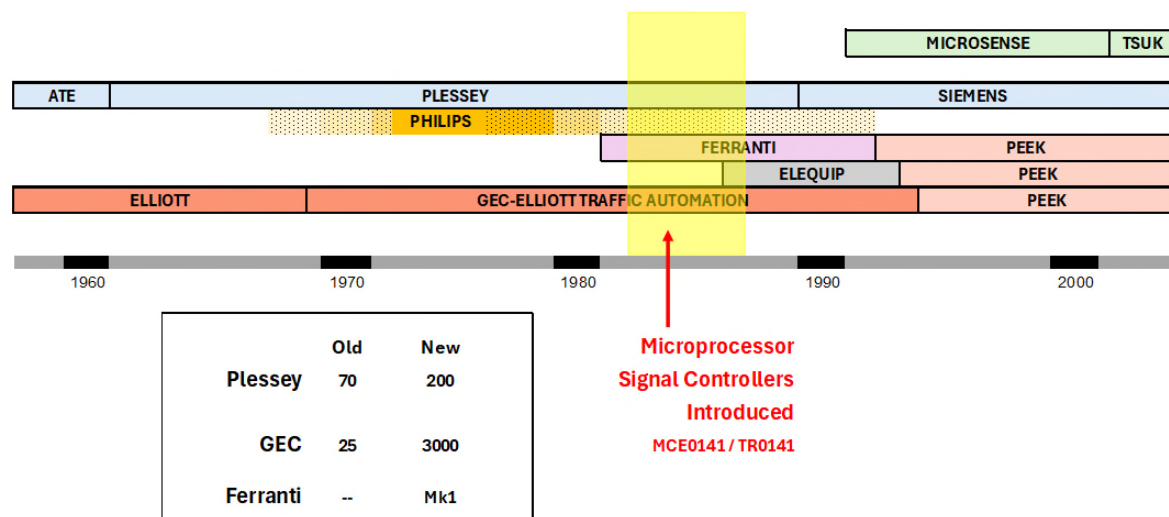 MICROSENSE TSUK
ATE PLESSEY SIEMENS
PHILIPS
FERRANTI PEEK
ELEQUIP PEEK
ELLIOTT GEC-ELLIOTT TRAFFIC AUTOMATION PEEK
1960 1970 1980 1990 2000
Old New
Plessey 70 200
GEC 25 3000
Ferranti -- Mk1
Microprocessor
Signal Controllers
Introduced
MCE0141 / TR0141